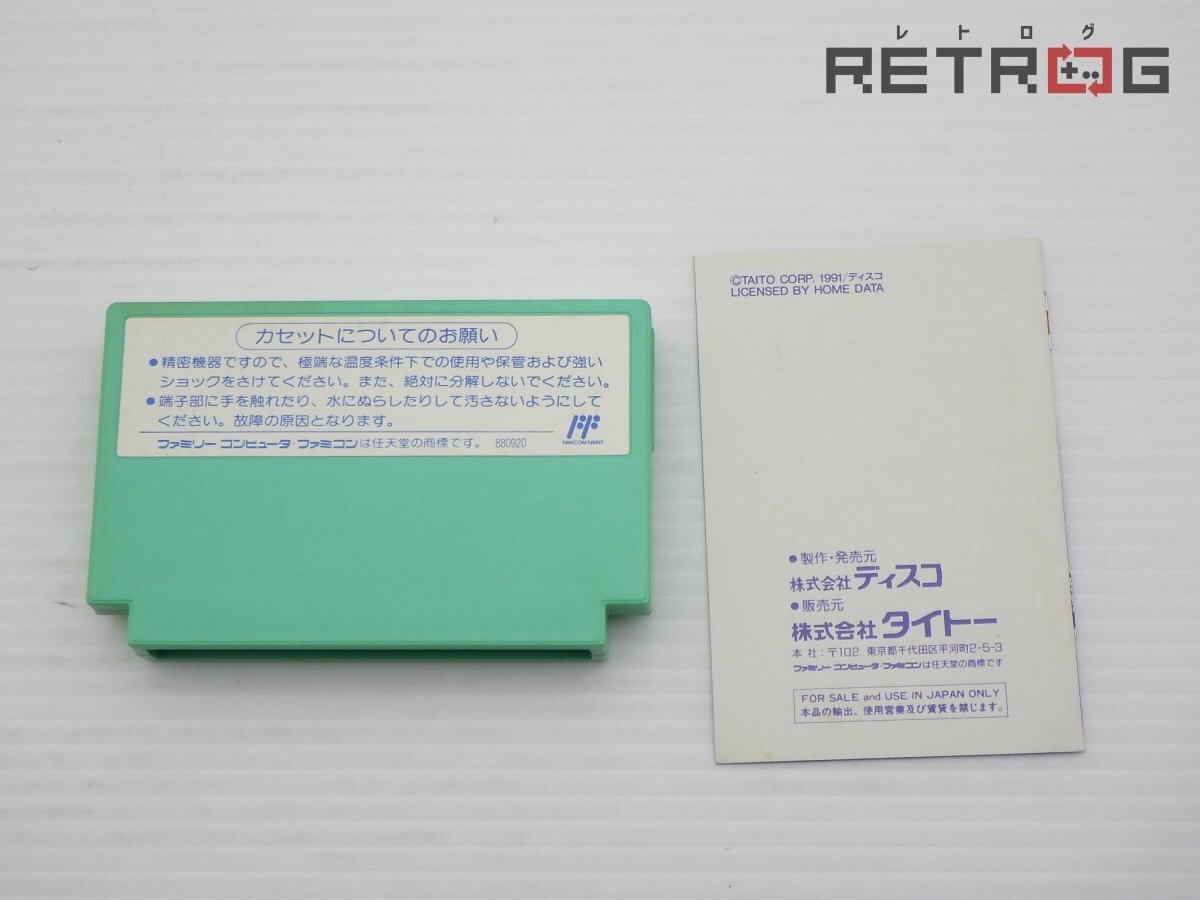 レトログ
RETROG
カセットについてのお願い
●精密機器ですので、極端な温度条件下での使用や保管および強い
ショックをさけてください。また、絶対に分解しないでください。
●端子部に手を触れたり、水にぬらしたりして汚さないようにして
ください。故障の原因となります。
ファミリーコンピュータ・ファミコンは任天堂の商標です。 880920
FAMICOM FAMILY
©TAITO CORP. 1991/ディスコ
LICENSED BY HOME DATA
●製作・発売元
株式会社 ディスコ
●販売元
株式会社 タイトー
本社:〒102 東京都千代田区平河町2-5-3
ファミリーコンピュータ・ファミコンは任天堂の商標です
FOR SALE and USE IN JAPAN ONLY
本品の輸出、使用営業及び賃貸を禁じます。